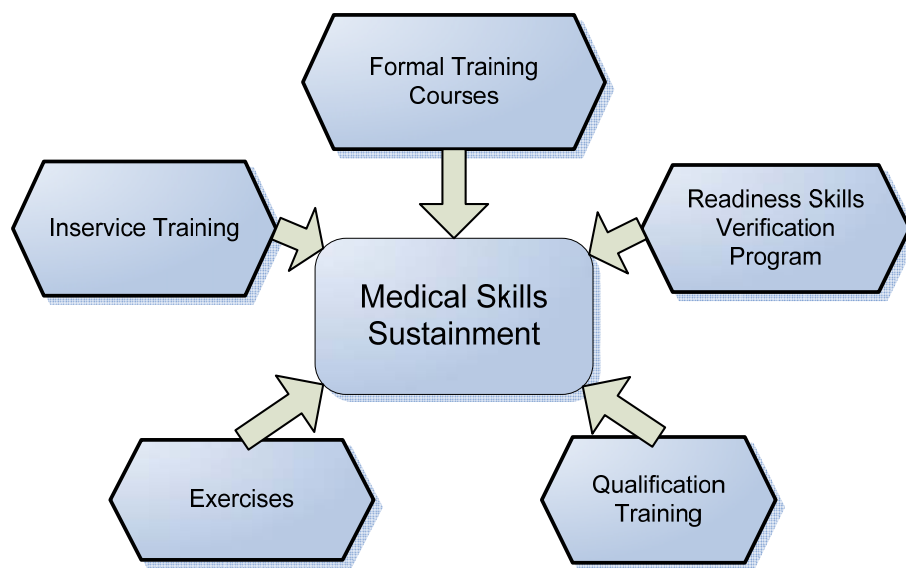 Formal Training
Courses
Inservice Training
Readiness Skills
Verification
Program
Medical Skills
Sustainment
Exercises
Qualification
Training